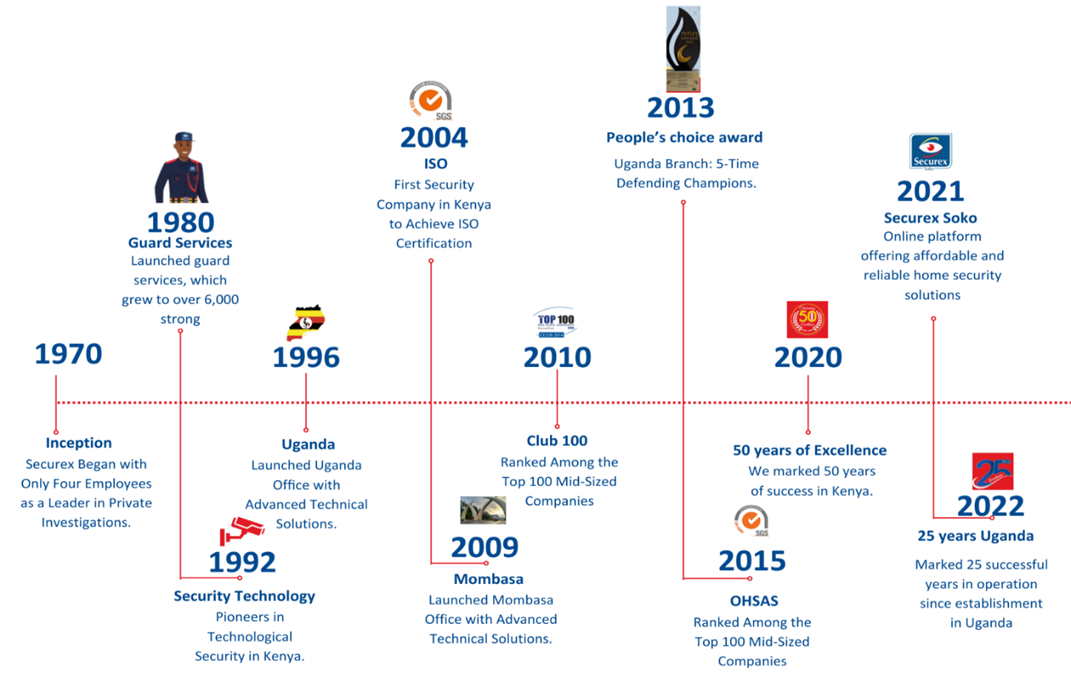 1970
Inception
Securex Began with
Only Four Employees
as a Leader in Private
Investigations.
1980
Guard Services
Launched guard
services, which
grew to over 6,000
strong
1992
Security Technology
Pioneers in
Technological
Security in Kenya.
1996
Uganda
Launched Uganda
Office with
Advanced Technical
Solutions.
SGS
2004
ISO
First Security
Company in Kenya
to Achieve ISO
Certification
2009
Mombasa
Launched Mombasa
Office with Advanced
Technical Solutions.
TOP 100
2010
Club 100
Ranked Among the
Top 100 Mid-Sized
Companies
2013
People’s choice award
Uganda Branch: 5-Time
Defending Champions.
SGS
2015
OHSAS
Ranked Among the
Top 100 Mid-Sized
Companies
50
2020
50 years of Excellence
We marked 50 years
of success in Kenya.
Securex
2021
Securex Soko
Online platform
offering affordable and
reliable home security
solutions
25
2022
25 years Uganda
Marked 25 successful
years in operation
since establishment
in Uganda